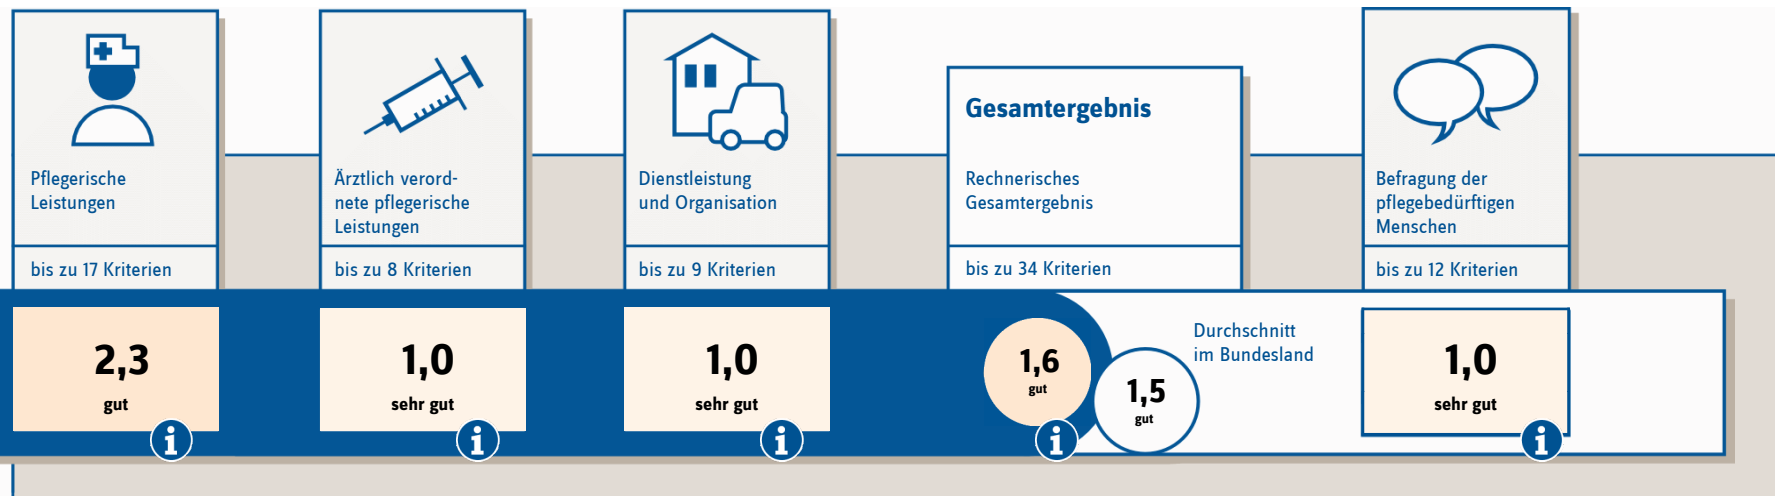 Pflegerische
Leistungen
bis zu 17 Kriterien
2,3
gut
i
Ärztlich verord-
nete pflegerische
Leistungen
bis zu 8 Kriterien
1,0
sehr gut
i
Dienstleistung
und Organisation
bis zu 9 Kriterien
1,0
sehr gut
i
Gesamtergebnis
Rechnerisches
Gesamtergebnis
bis zu 34 Kriterien
1,6
gut
i
1,5
gut
Durchschnitt
im Bundesland
Befragung der
pflegebedürftigen
Menschen
bis zu 12 Kriterien
1,0
sehr gut
i